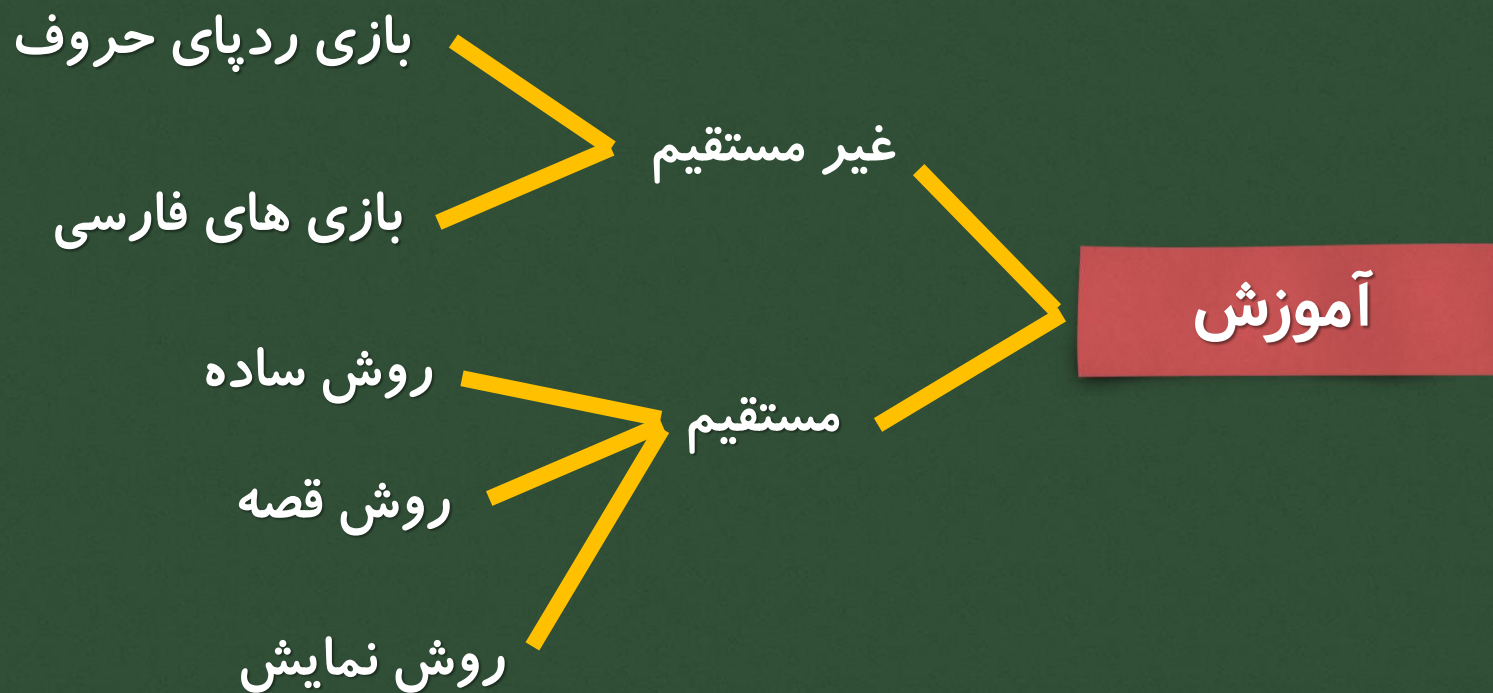 آموزش
غیر مستقیم
بازی ردپای حروف
بازی های فارسی
مستقیم
روش ساده
روش قصه
روش نمایش